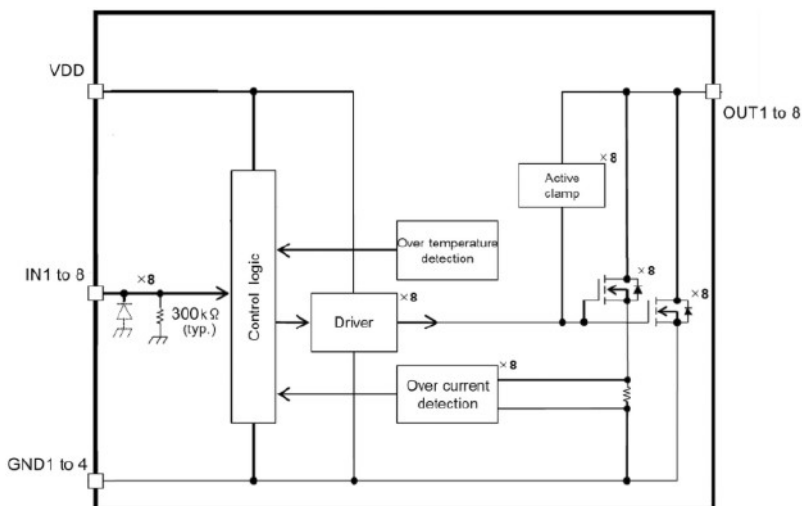 VDD
OUT1 to 8
×8
Active
clamp
Over temperature
detection
×8
IN1 to 8
×8
×8
300kΩ
(typ.)
Control logic
×8
Driver
×8
Over current
detection
GND1 to 4